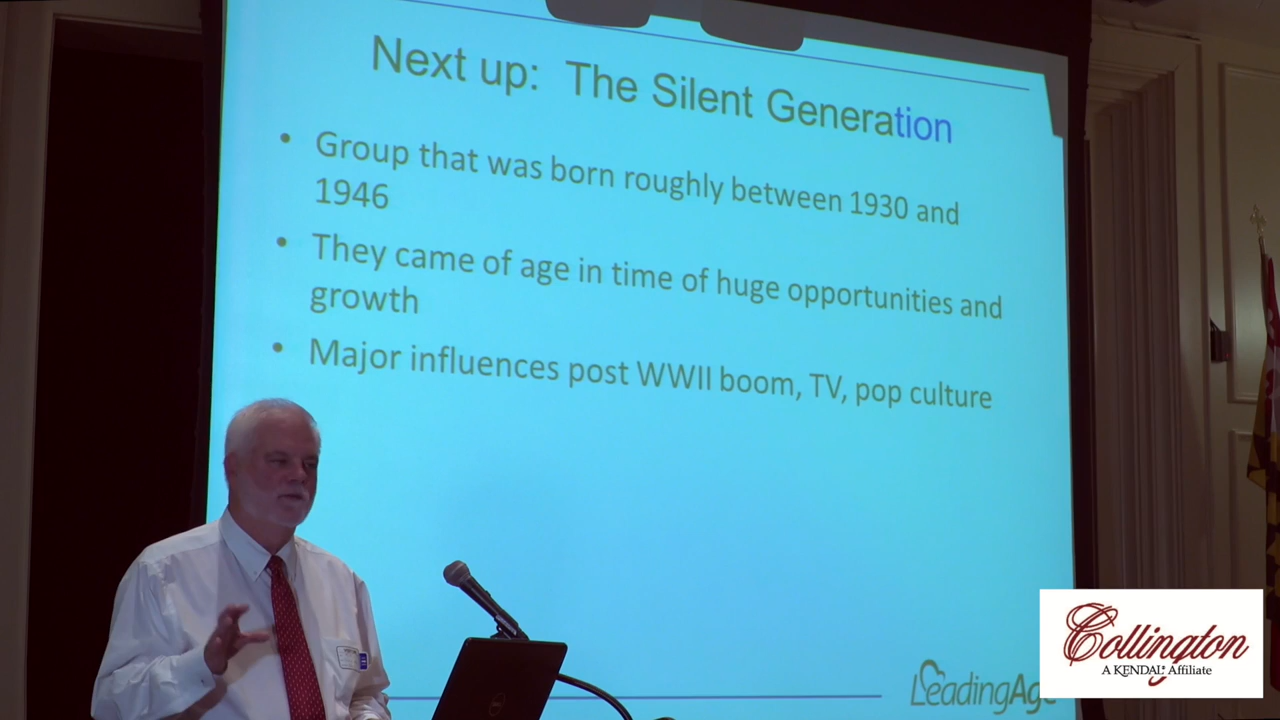 Next up: The Silent Generation
• Group that was born roughly between 1930 and
1946
• They came of age in time of huge opportunities and
growth
• Major influences post WWII boom, TV, pop culture
LeadingAge
Collington
A KENDAL Affiliate
DELL